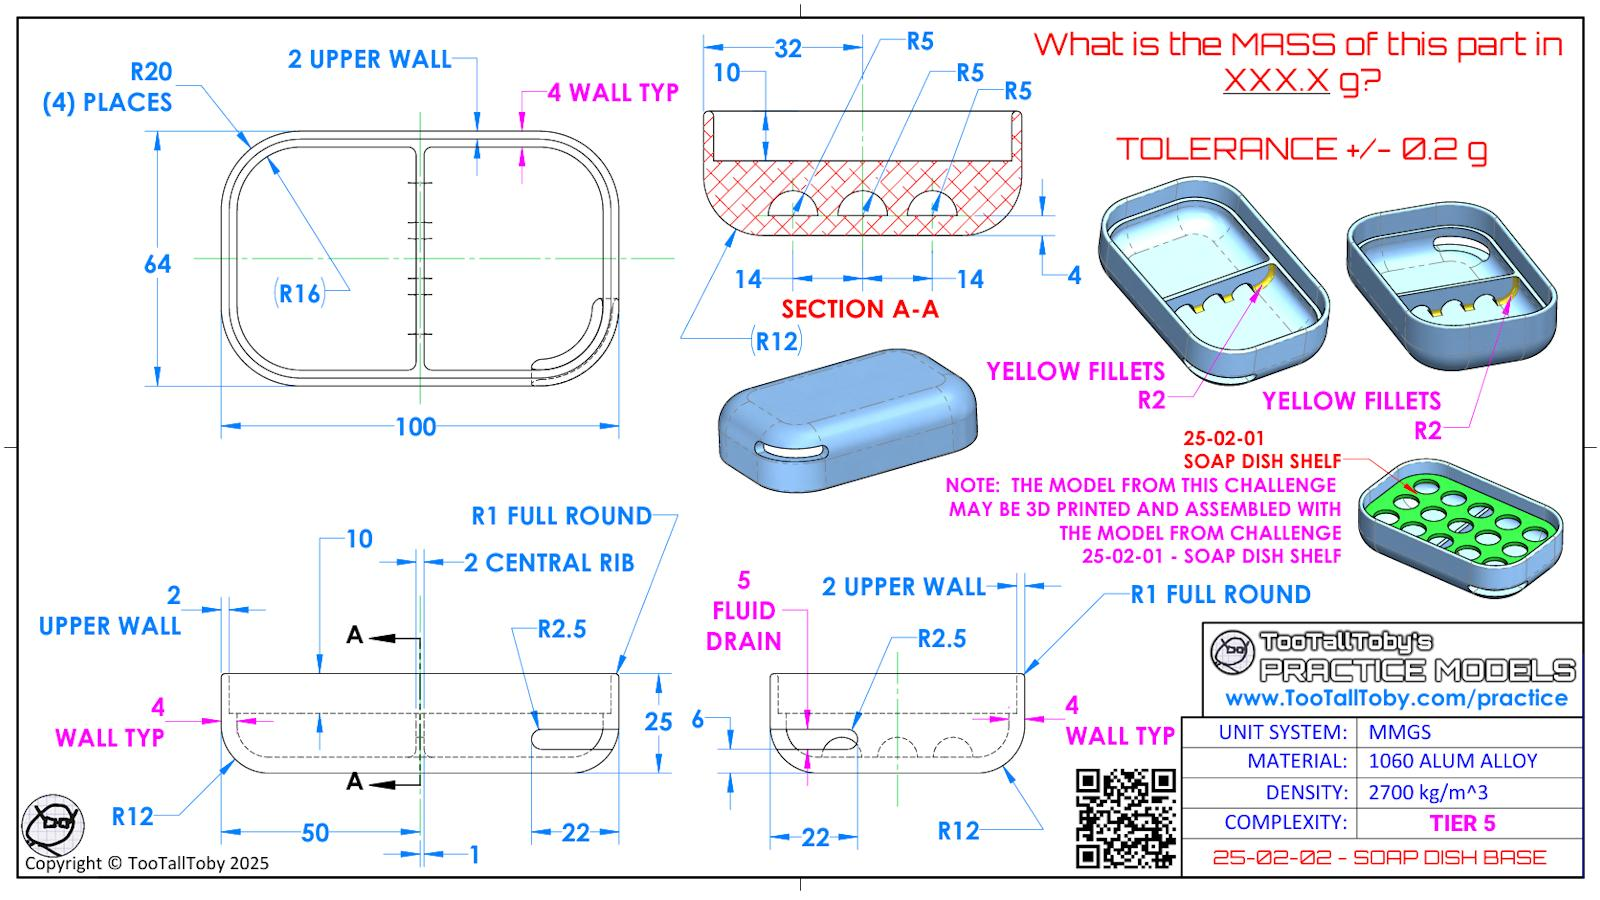 What is the MASS of this part in
XXX.X g?
TOLERANCE +/- 0.2 g
R20
(4) PLACES
2 UPPER WALL
4 WALL TYP
(R16)
64
100
32
10
R5
R5
R5
14
14
4
SECTION A-A
(R12)
YELLOW FILLETS
R2
YELLOW FILLETS
R2
25-02-01
SOAP DISH SHELF
NOTE: THE MODEL FROM THIS CHALLENGE
MAY BE 3D PRINTED AND ASSEMBLED WITH
THE MODEL FROM CHALLENGE
25-02-01 - SOAP DISH SHELF
R1 FULL ROUND
10
2 CENTRAL RIB
2
UPPER WALL
A
R2.5
4
WALL TYP
25
A
R12
50
22
1
5
FLUID
DRAIN
2 UPPER WALL
R1 FULL ROUND
R2.5
6
4
WALL TYP
22
R12
TooTallToby's
PRACTICE MODELS
www.TooTallToby.com/practice
UNIT SYSTEM: MMGS
MATERIAL: 1060 ALUM ALLOY
DENSITY: 2700 kg/m^3
COMPLEXITY: TIER 5
25-02-02 - SOAP DISH BASE
Copyright © TooTallToby 2025